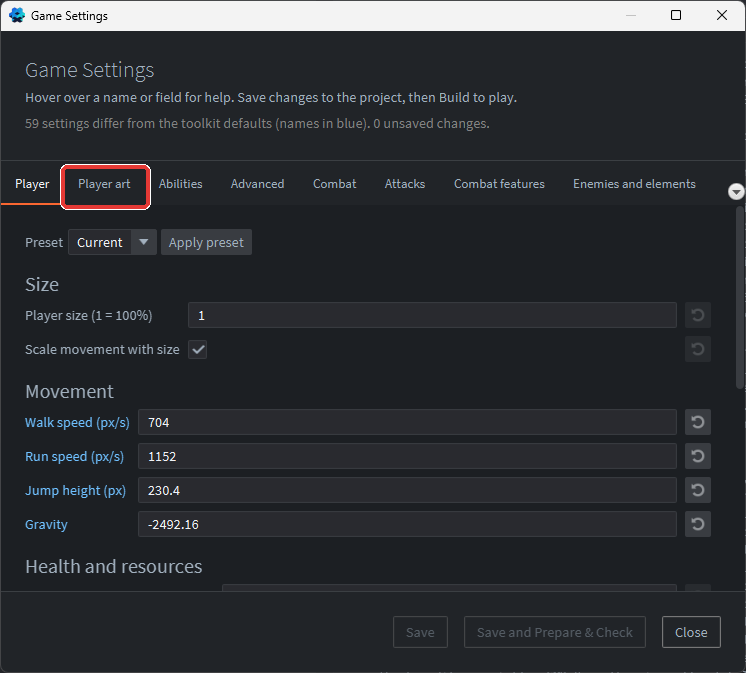 Game Settings
Game Settings
Hover over a name or field for help. Save changes to the project, then Build to play.
59 settings differ from the toolkit defaults (names in blue). 0 unsaved changes.
Player Player art Abilities Advanced Combat Attacks Combat features Enemies and elements
Preset Current Apply preset
Size
Player size (1 = 100%) 1
Scale movement with size
Movement
Walk speed (px/s) 704
Run speed (px/s) 1152
Jump height (px) 230.4
Gravity -2492.16
Health and resources
Save Save and Prepare & Check Close